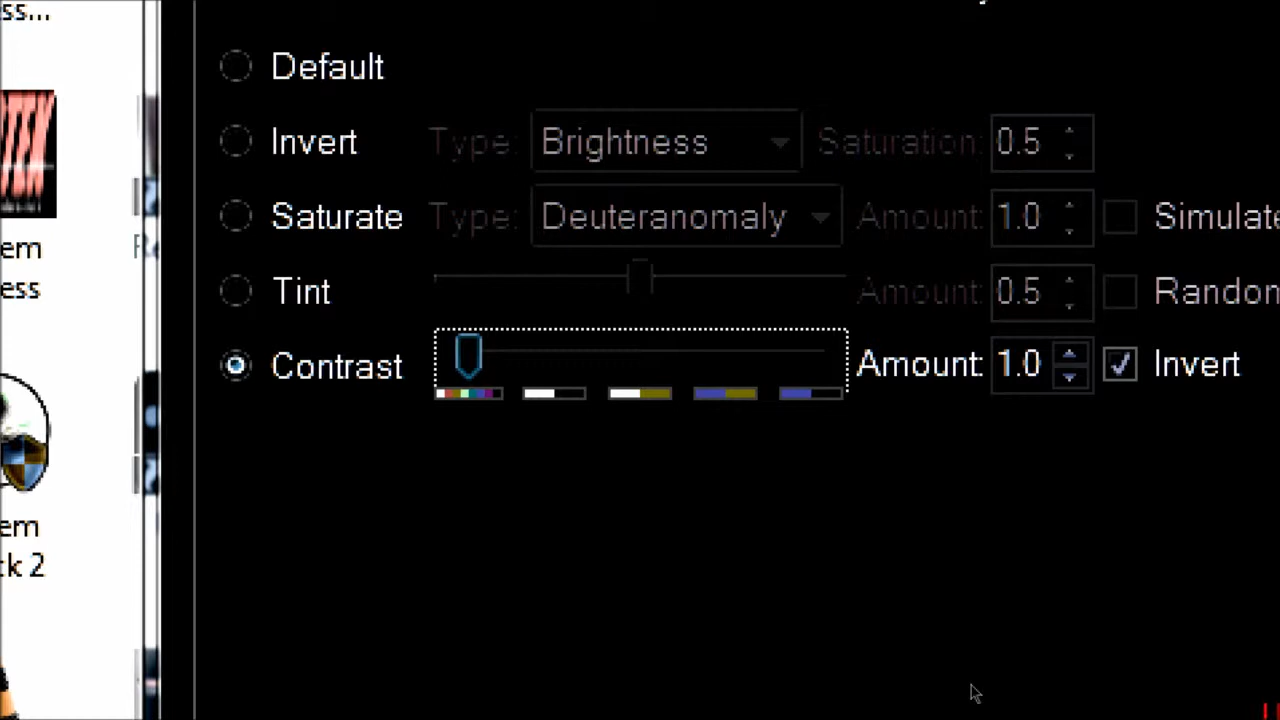 ss...
Default
Invert Type: Brightness Saturation: 0.5
Saturate Type: Deuteranomaly Amount: 1.0 Simulate
Tint Amount: 0.5 Random
Contrast Amount: 1.0 Invert
em
ess
em
ck 2